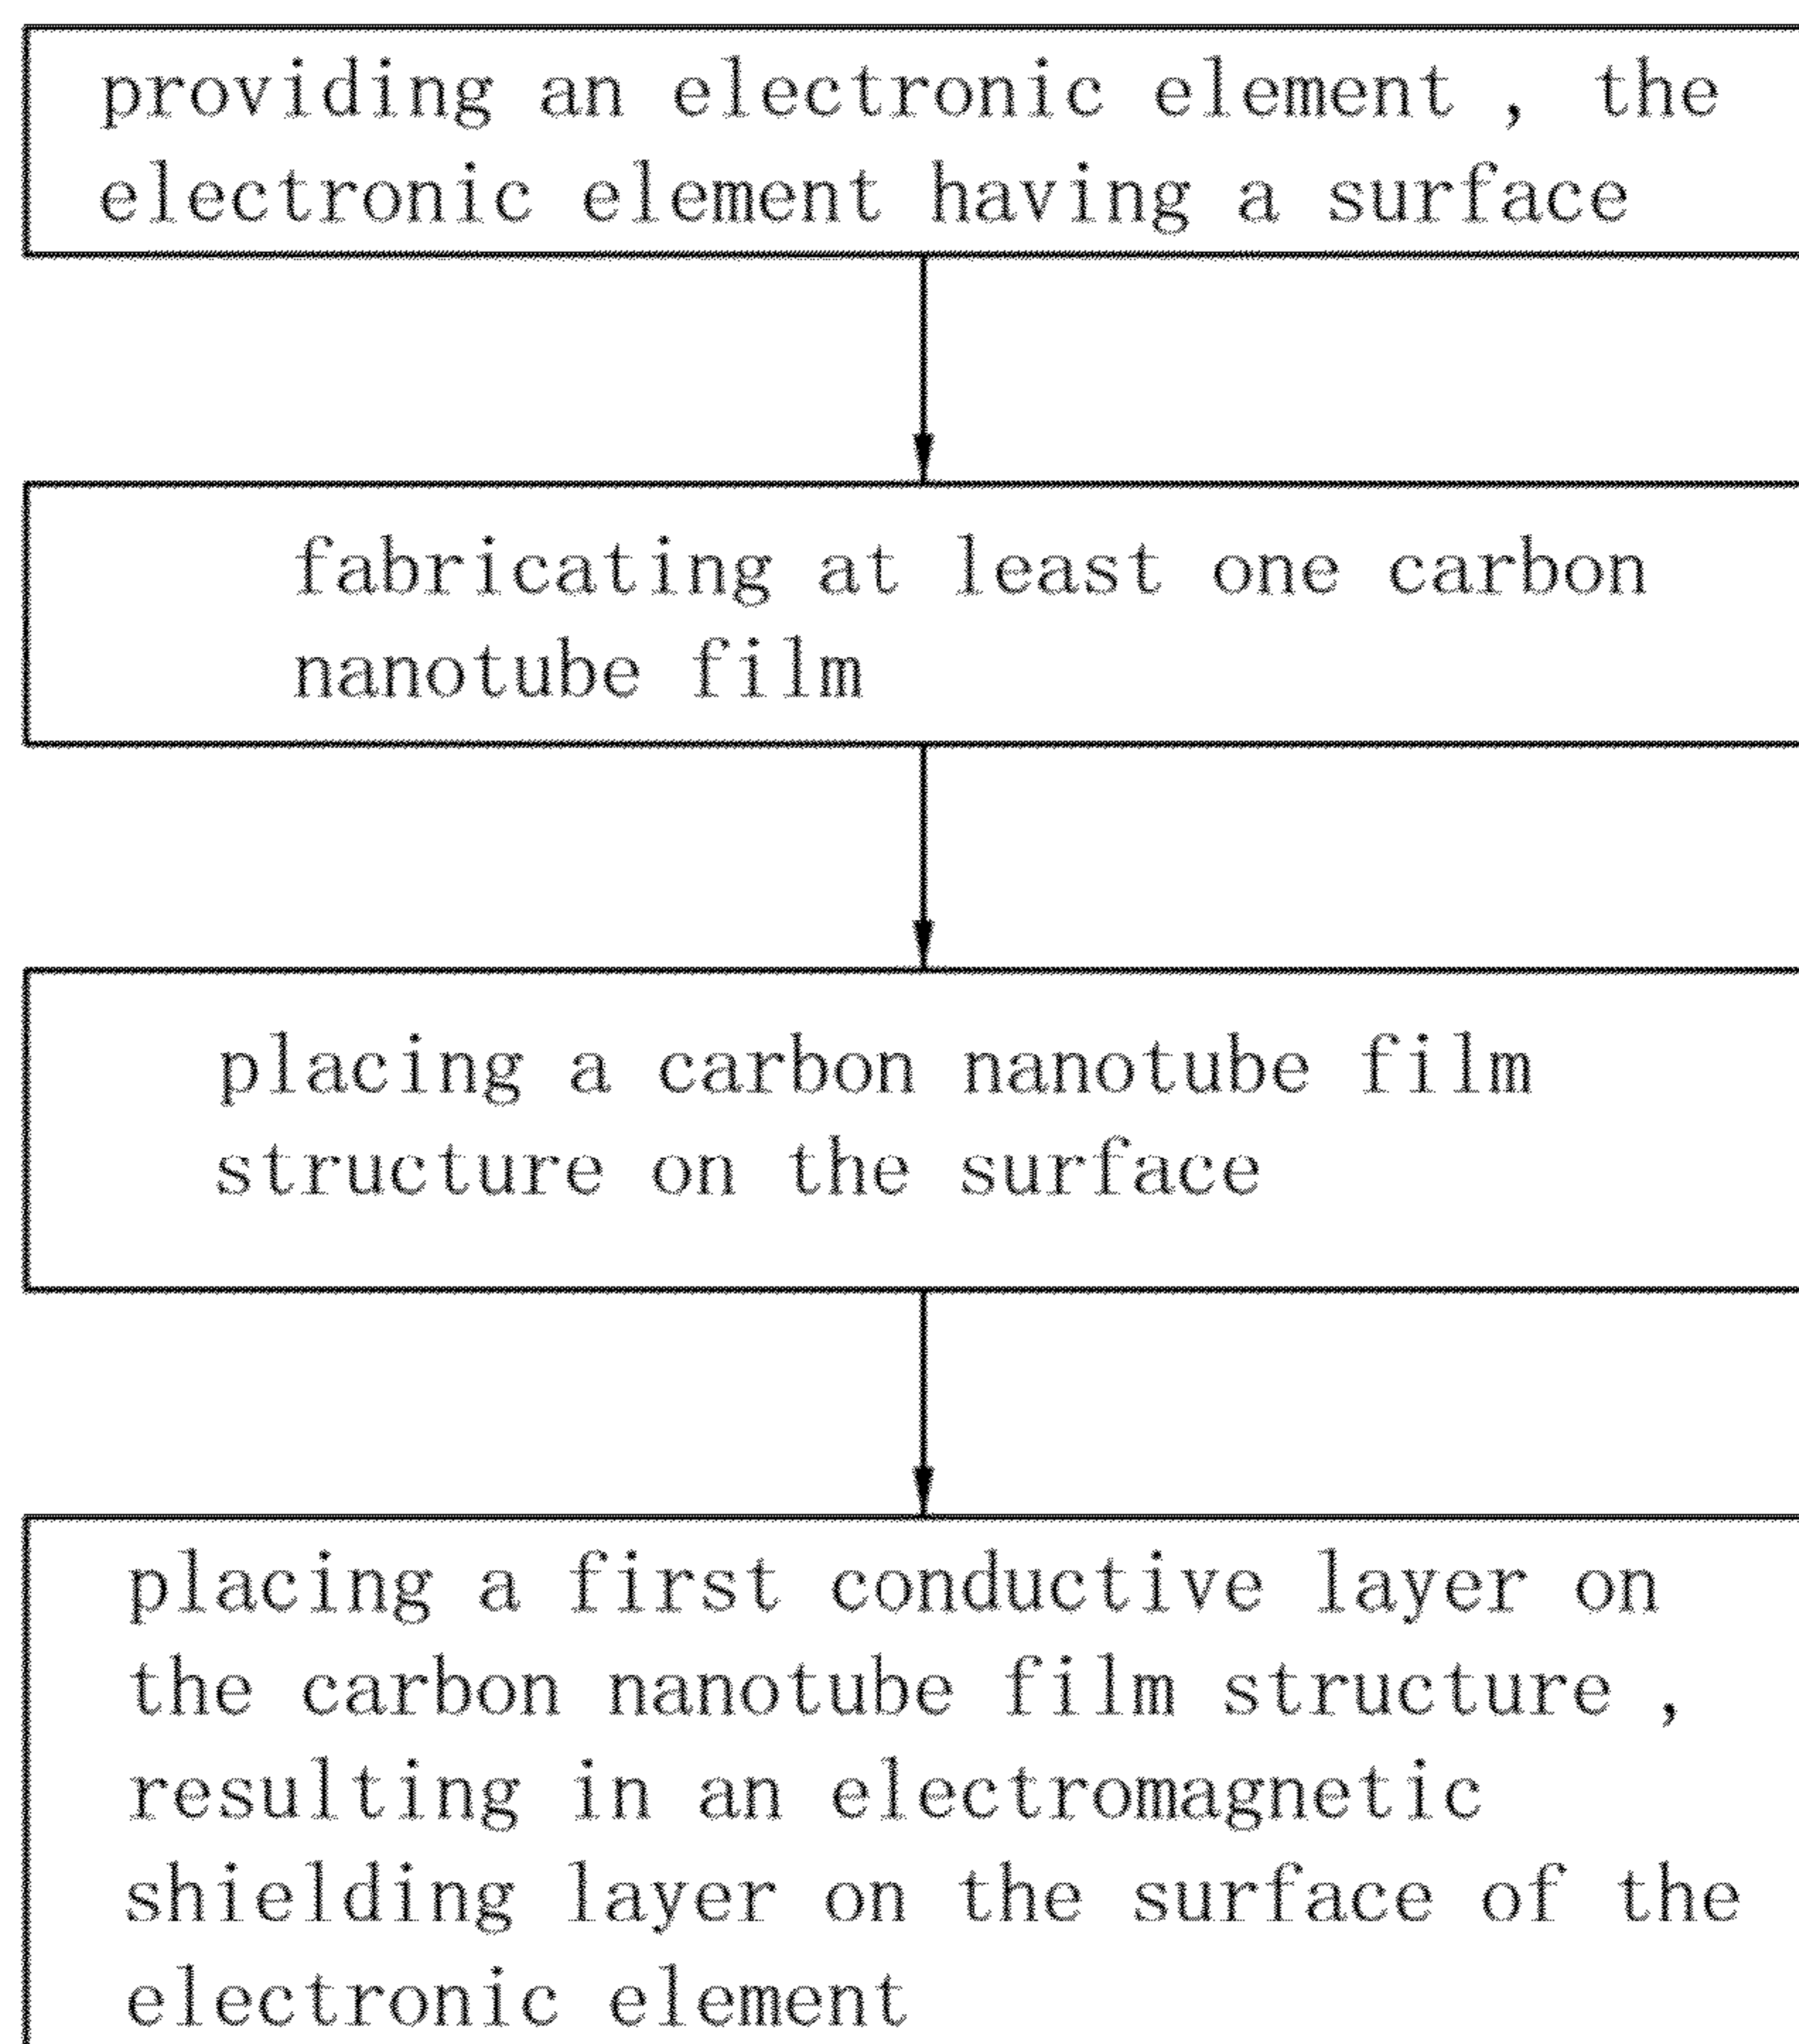 providing an electronic element , the
electronic element having a surface
fabricating at least one carbon
nanotube film
placing a carbon nanotube film
structure on the surface
placing a first conductive layer on
the carbon nanotube film structure ,
resulting in an electromagnetic
shielding layer on the surface of the
electronic element